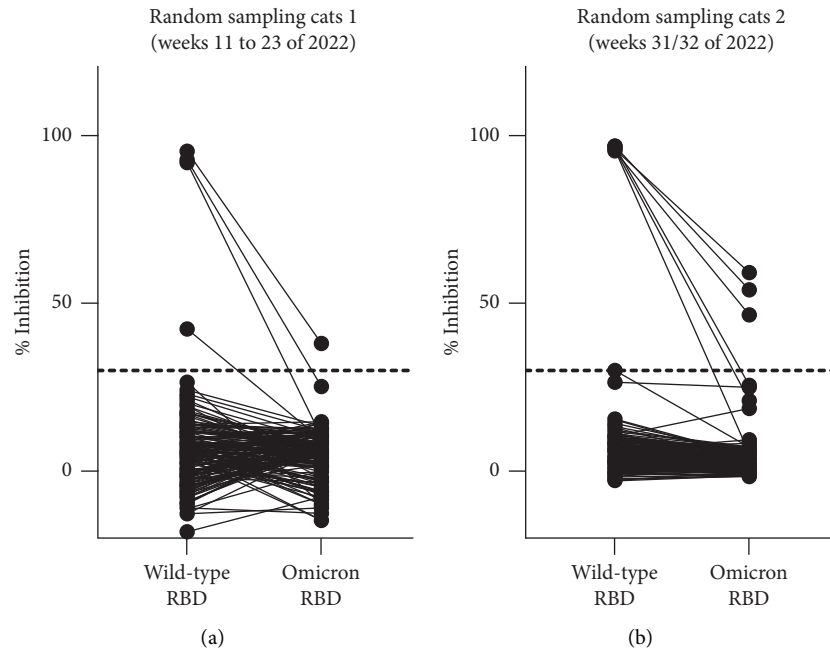 Random sampling cats 1
(weeks 11 to 23 of 2022)
100
50
0
% Inhibition
Wild-type
RBD
Omicron
RBD
(a)
Random sampling cats 2
(weeks 31/32 of 2022)
100
50
0
% Inhibition
Wild-type
RBD
Omicron
RBD
(b)